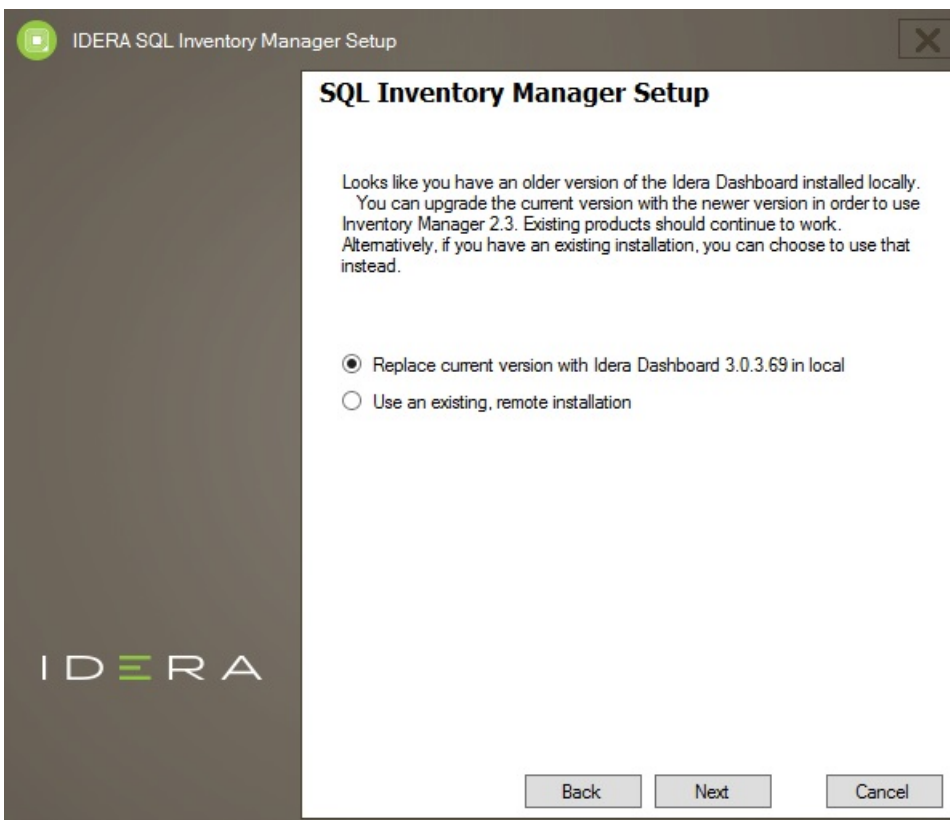 IDERA SQL Inventory Manager Setup
SQL Inventory Manager Setup
Looks like you have an older version of the Idera Dashboard installed locally.
You can upgrade the current version with the newer version in order to use
Inventory Manager 2.3. Existing products should continue to work.
Alternatively, if you have an existing installation, you can choose to use that
instead.
Replace current version with Idera Dashboard 3.0.3.69 in local
Use an existing, remote installation
IDERA
Back Next Cancel